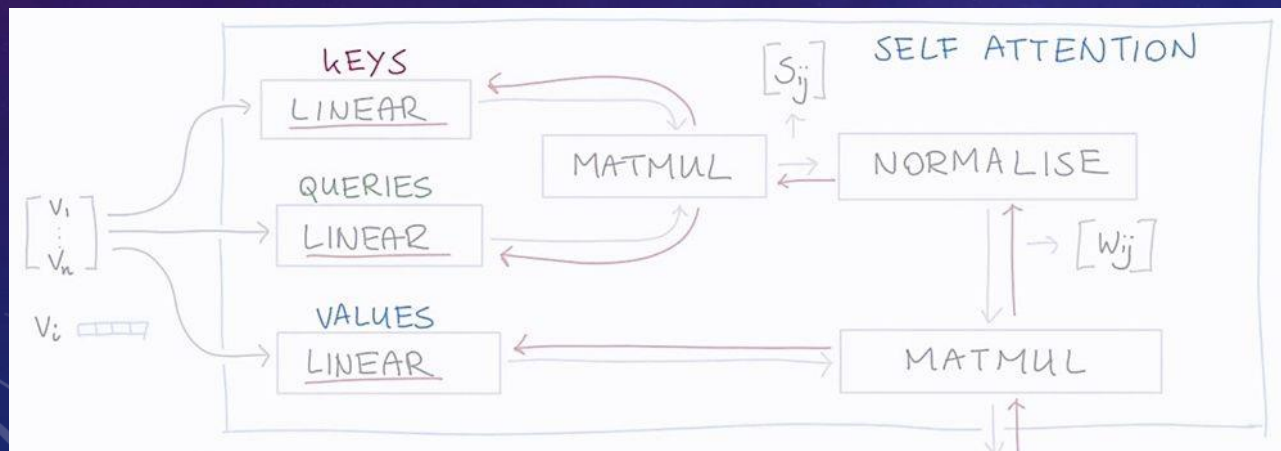 SELF ATTENTION
KEYS
LINEAR
[Sij]
MATMUL
NORMALISE
QUERIES
LINEAR
V1
⋮
Vn
[Wij]
Vi
VALUES
LINEAR
MATMUL